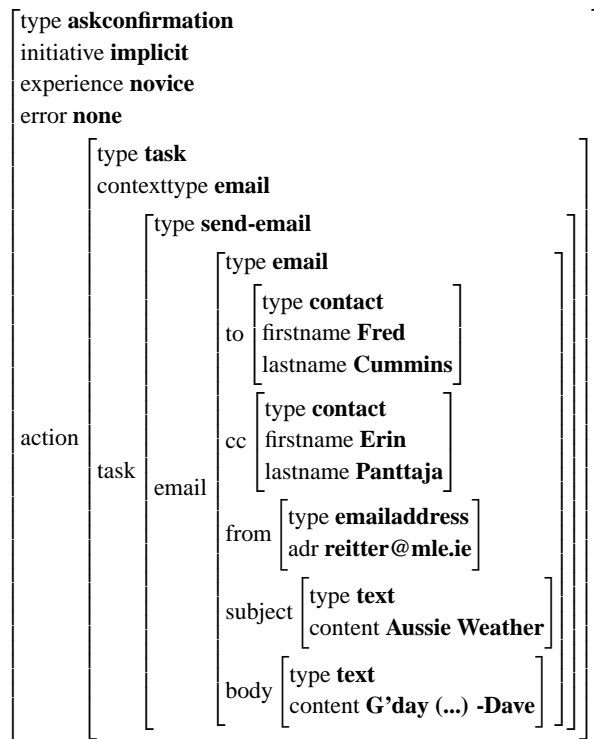 type askconfirmation
initiative implicit
experience novice
error none
type task
contexttype email
type send-email
type email
type contact
to firstname Fred
lastname Cummins
type contact
cc firstname Erin
lastname Panttaja
action
task
email
type emailaddress
from
adr reitter@mle.ie
type text
subject
content Aussie Weather
type text
body
content G’day (...) -Dave